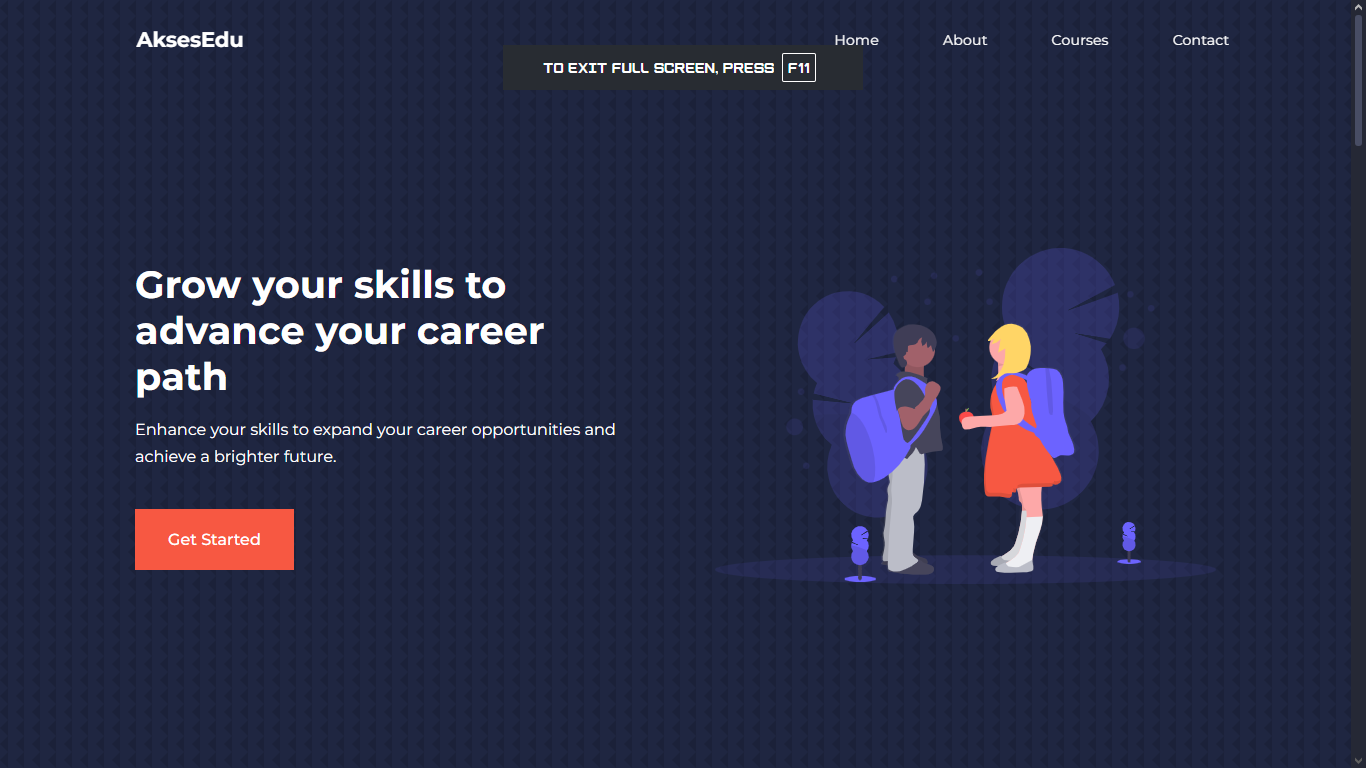 AksesEdu
Home
About
Courses
Contact
TO EXIT FULL SCREEN, PRESS F11
Grow your skills to
advance your career
path
Enhance your skills to expand your career opportunities and
achieve a brighter future.
Get Started